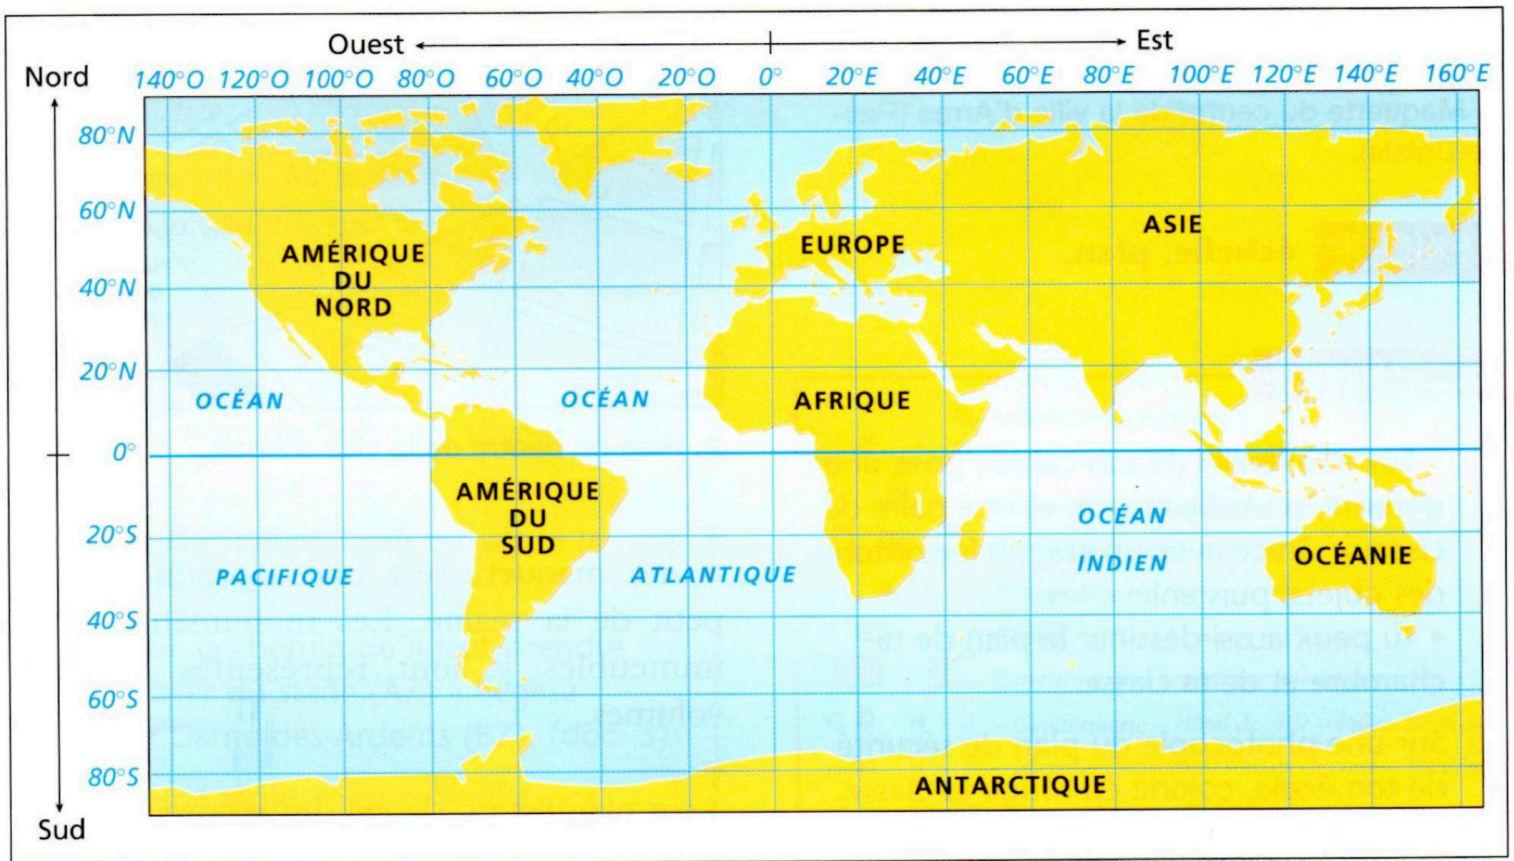 Ouest Est
Nord
140°O 120°O 100°O 80°O 60°O 40°O 20°O 0° 20°E 40°E 60°E 80°E 100°E 120°E 140°E 160°E
80°N
60°N
ASIE
EUROPE
AMÉRIQUE
DU
NORD
40°N
20°N
OCÉAN OCÉAN AFRIQUE
0°
AMÉRIQUE
DU
SUD
OCÉAN
20°S
OCÉANIE
PACIFIQUE ATLANTIQUE INDIEN
40°S
60°S
80°S
ANTARCTIQUE
Sud